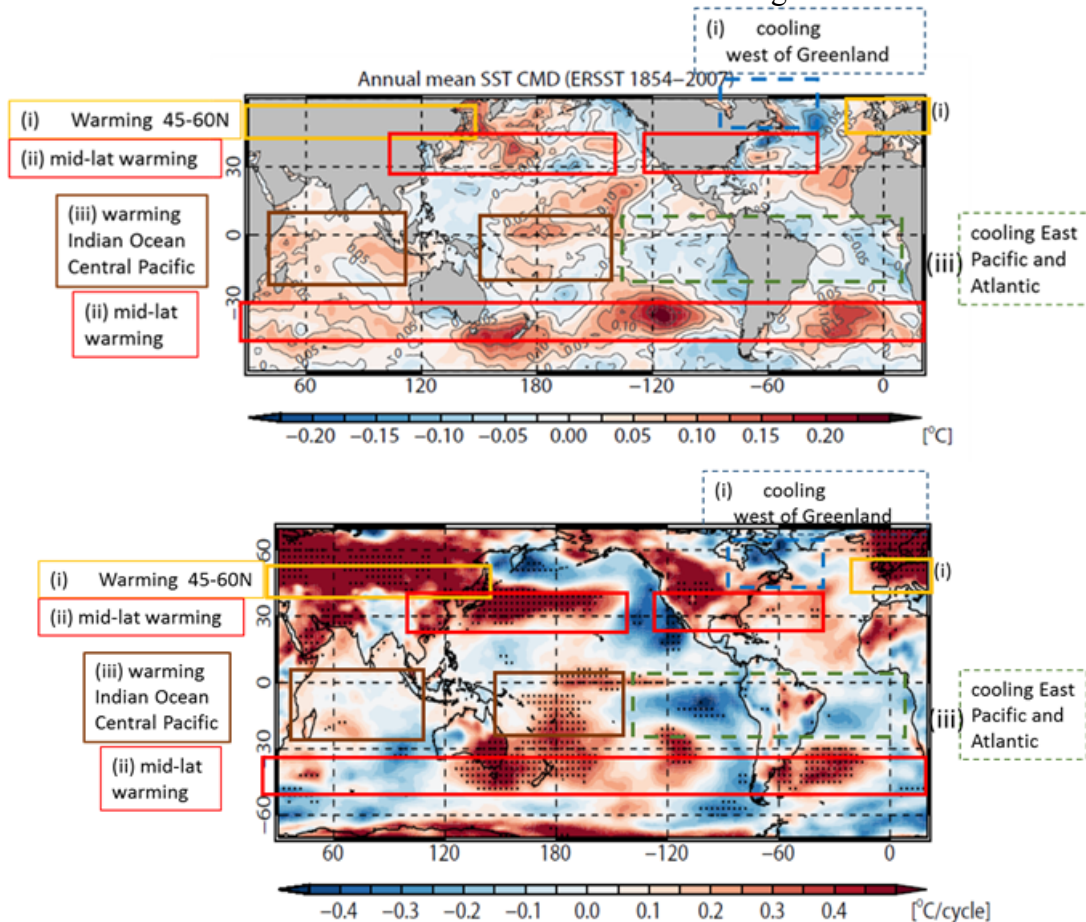 (i) cooling
west of Greenland
Annual mean SST CMD (ERSST 1854−2007)
(i) Warming 45-60N
(i)
(ii) mid-lat warming
(iii) warming
Indian Ocean
Central Pacific
(iii)
cooling East
Pacific and
Atlantic
(ii) mid-lat
warming
30
0
−30
60
120
180
−120
−60
0
−0.20
−0.15
−0.10
−0.05
0.00
0.05
0.10
0.15
0.20
[°C]
(i) cooling
west of Greenland
(i) Warming 45-60N
(i)
(ii) mid-lat warming
(iii) warming
Indian Ocean
Central Pacific
(iii)
cooling East
Pacific and
Atlantic
(ii) mid-lat
warming
60
30
0
30
−60
60
120
180
−120
−60
0
−0.4
−0.3
−0.2
−0.1
0.0
0.1
0.2
0.3
0.4
[°C/cycle]